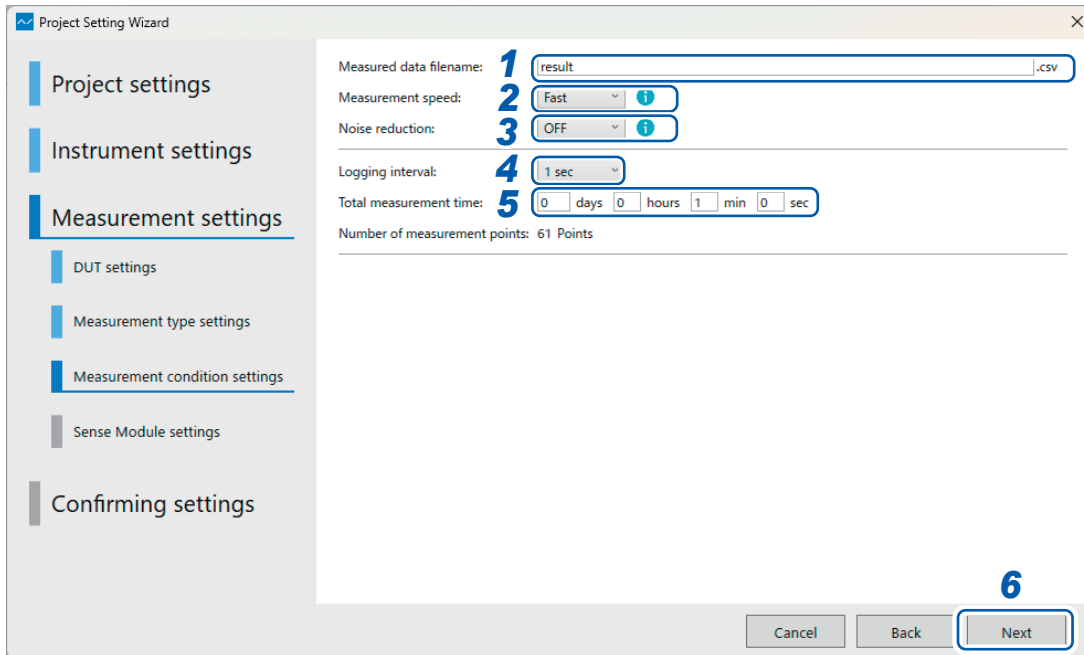 Project Setting Wizard
Project settings
Instrument settings
Measurement settings
DUT settings
Measurement type settings
Measurement condition settings
Sense Module settings
Confirming settings
Measured data filename: 1 result .csv
Measurement speed: 2 Fast i
Noise reduction: 3 OFF i
Logging interval: 4 1 sec
Total measurement time: 5 0 days 0 hours 1 min 0 sec
Number of measurement points: 61 Points
6
Cancel Back Next